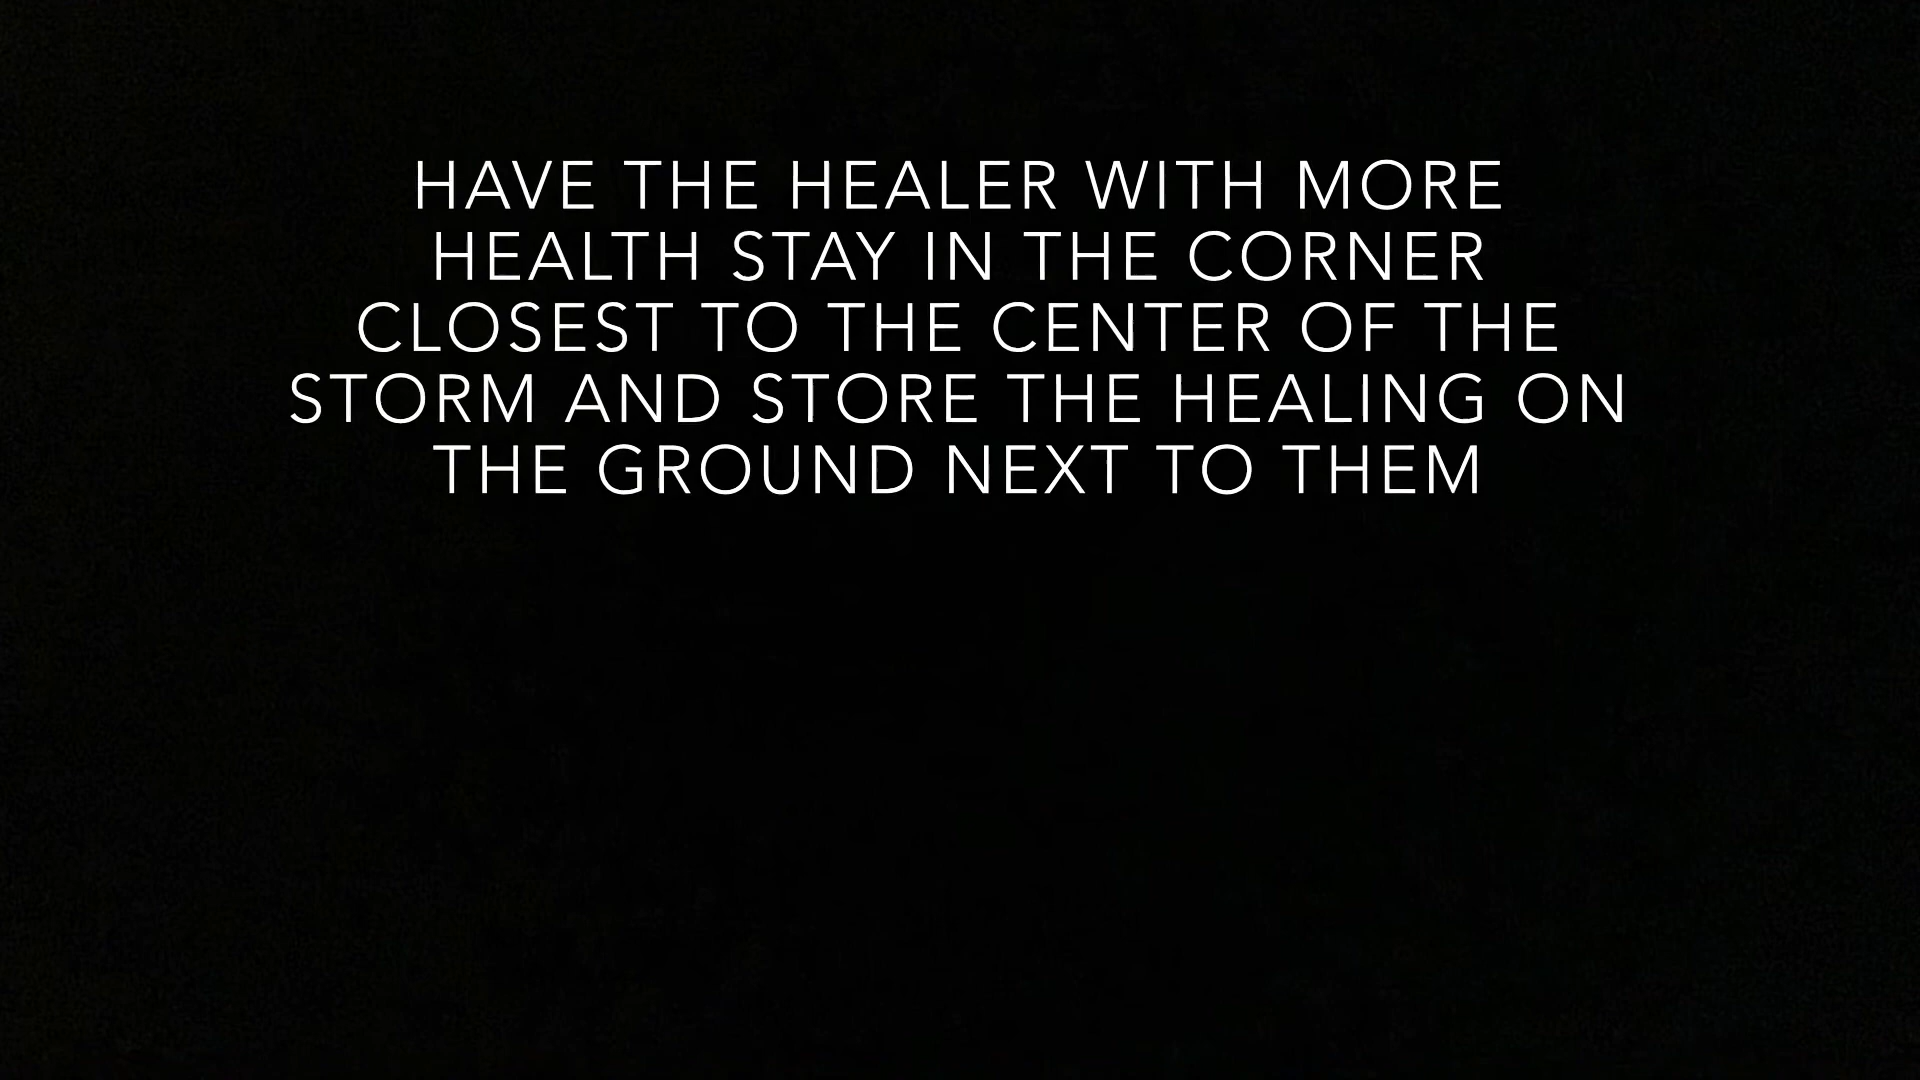 HAVE THE HEALER WITH MORE
HEALTH STAY IN THE CORNER
CLOSEST TO THE CENTER OF THE
STORM AND STORE THE HEALING ON
THE GROUND NEXT TO THEM